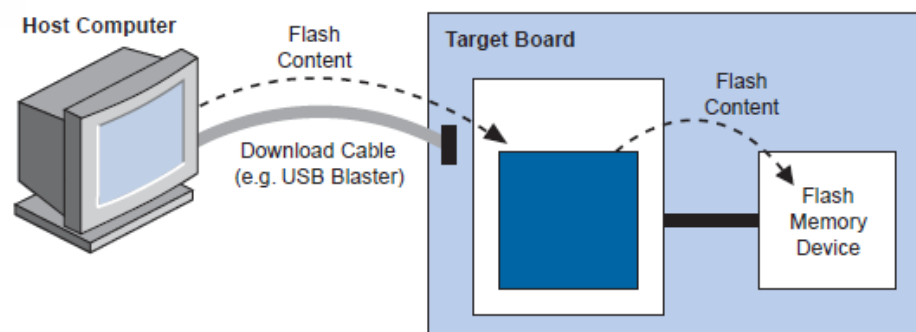 Host Computer
Flash
Content
Download Cable
(e.g. USB Blaster)
Target Board
Flash
Content
Flash
Memory
Device